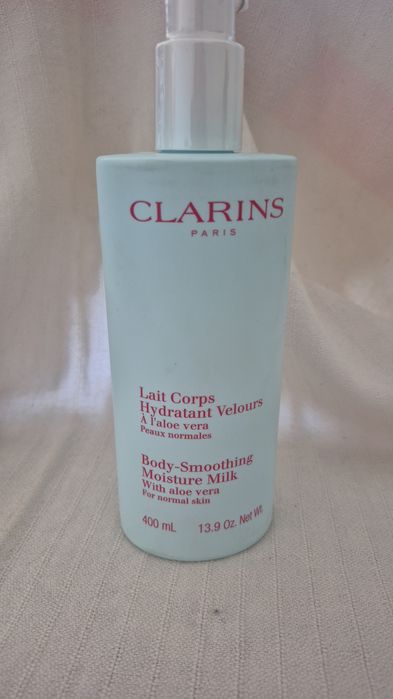 CLARINS
PARIS
Lait Corps
Hydratant Velours
À l'aloe vera
Peaux normales
Body-Smoothing
Moisture Milk
With aloe vera
For normal skin
400 mL 13.9 Oz. Net Wt.